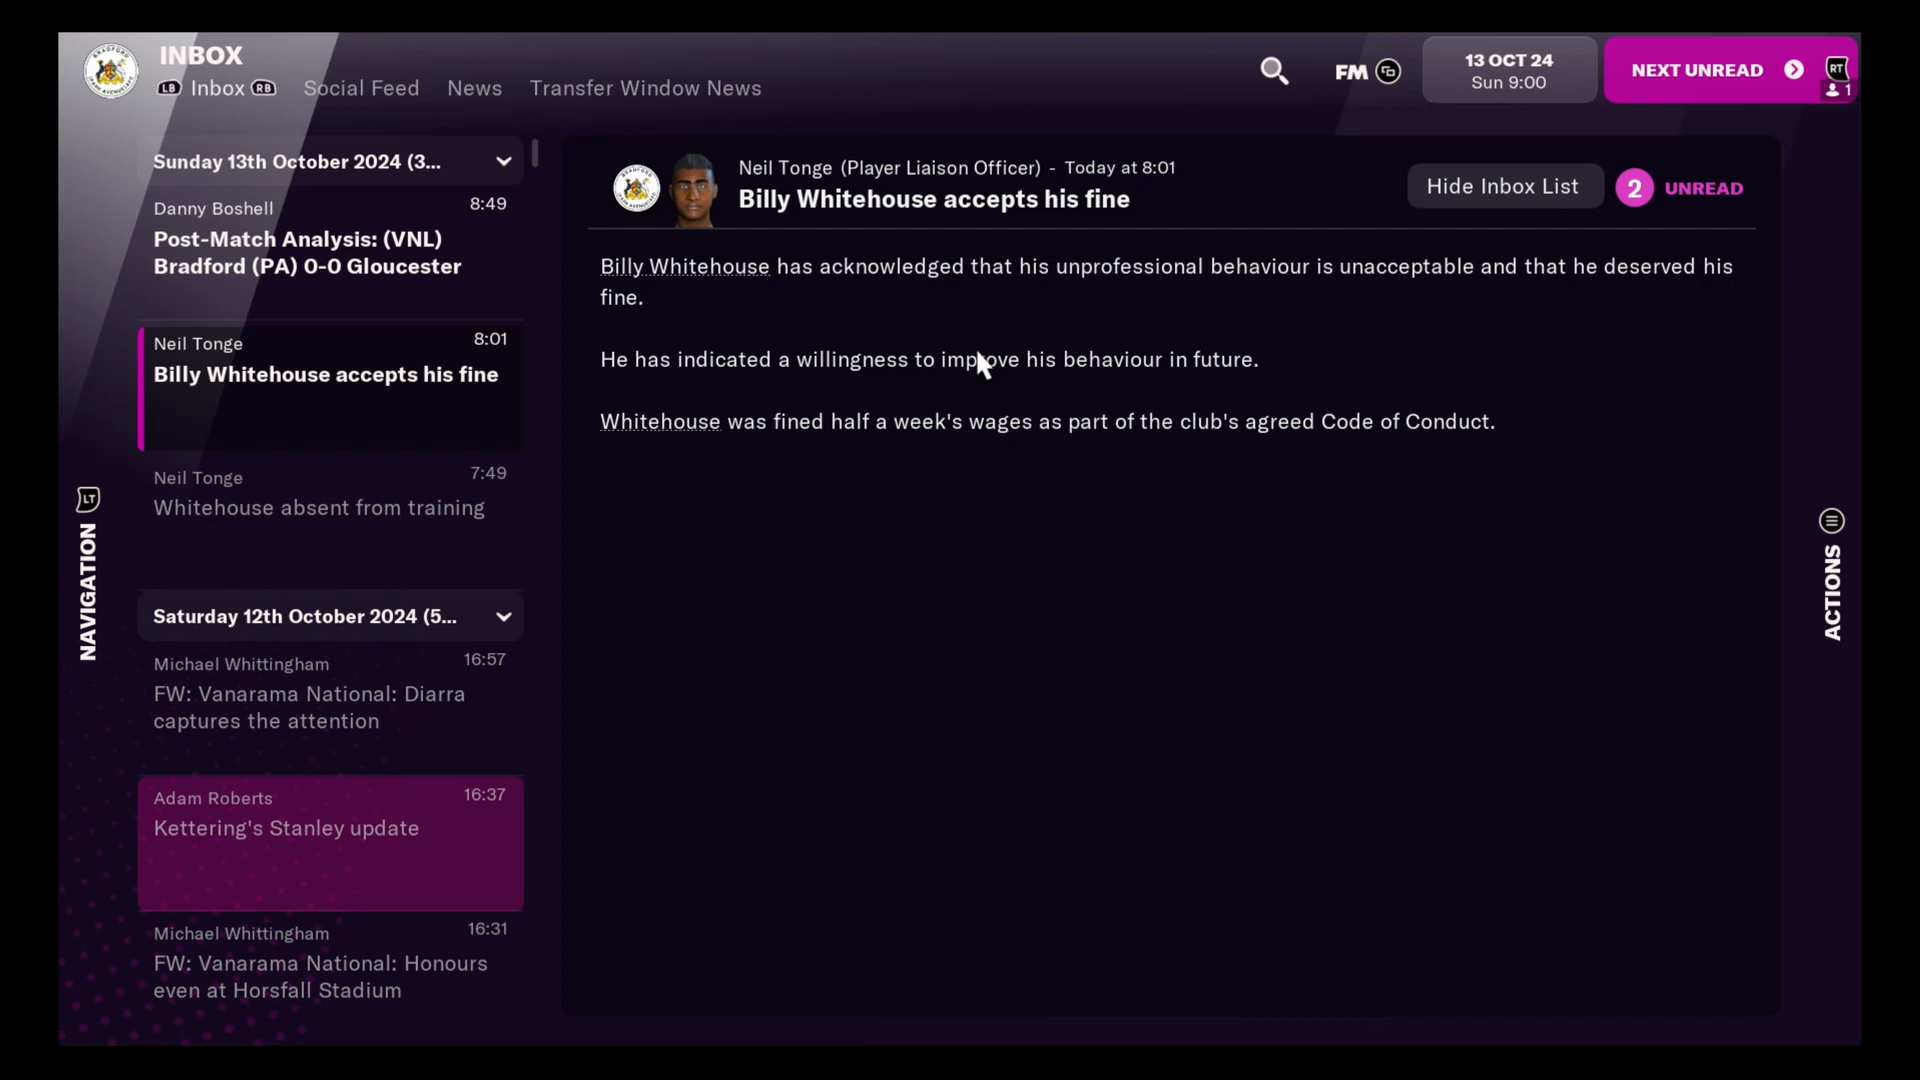 INBOX
LB Inbox RB Social Feed News Transfer Window News
FM
13 OCT 24
Sun 9:00
NEXT UNREAD
RT
1
Sunday 13th October 2024 (3...
Danny Boshell 8:49
Post-Match Analysis: (VNL)
Bradford (PA) 0-0 Gloucester
Neil Tonge 8:01
Billy Whitehouse accepts his fine
Neil Tonge 7:49
Whitehouse absent from training
Saturday 12th October 2024 (5...
Michael Whittingham 16:57
FW: Vanarama National: Diarra
captures the attention
Adam Roberts 16:37
Kettering's Stanley update
Michael Whittingham 16:31
FW: Vanarama National: Honours
even at Horsfall Stadium
Neil Tonge (Player Liaison Officer) - Today at 8:01
Billy Whitehouse accepts his fine
Hide Inbox List
2 UNREAD
Billy Whitehouse has acknowledged that his unprofessional behaviour is unacceptable and that he deserved his
fine.
He has indicated a willingness to improve his behaviour in future.
Whitehouse was fined half a week's wages as part of the club's agreed Code of Conduct.
LT
NAVIGATION
ACTIONS